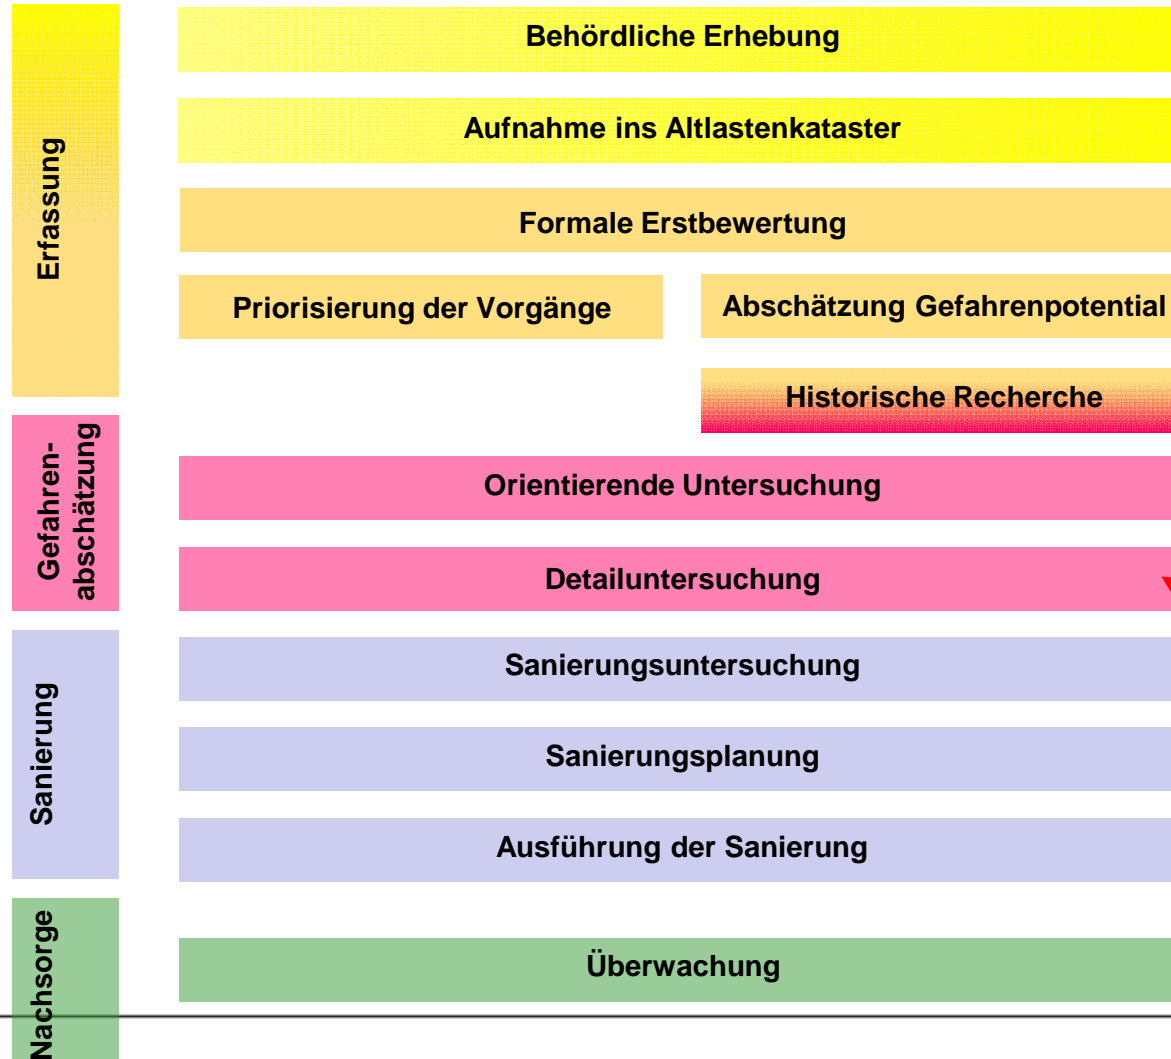 Erfassung
Behördliche Erhebung
Aufnahme ins Altlastenkataster
Formale Erstbewertung
Priorisierung der Vorgänge
Abschätzung Gefahrenpotential
Historische Recherche
Gefahren-
abschätzung
Orientierende Untersuchung
Detailuntersuchung
Sanierung
Sanierungsuntersuchung
Sanierungsplanung
Ausführung der Sanierung
Nachsorge
Überwachung